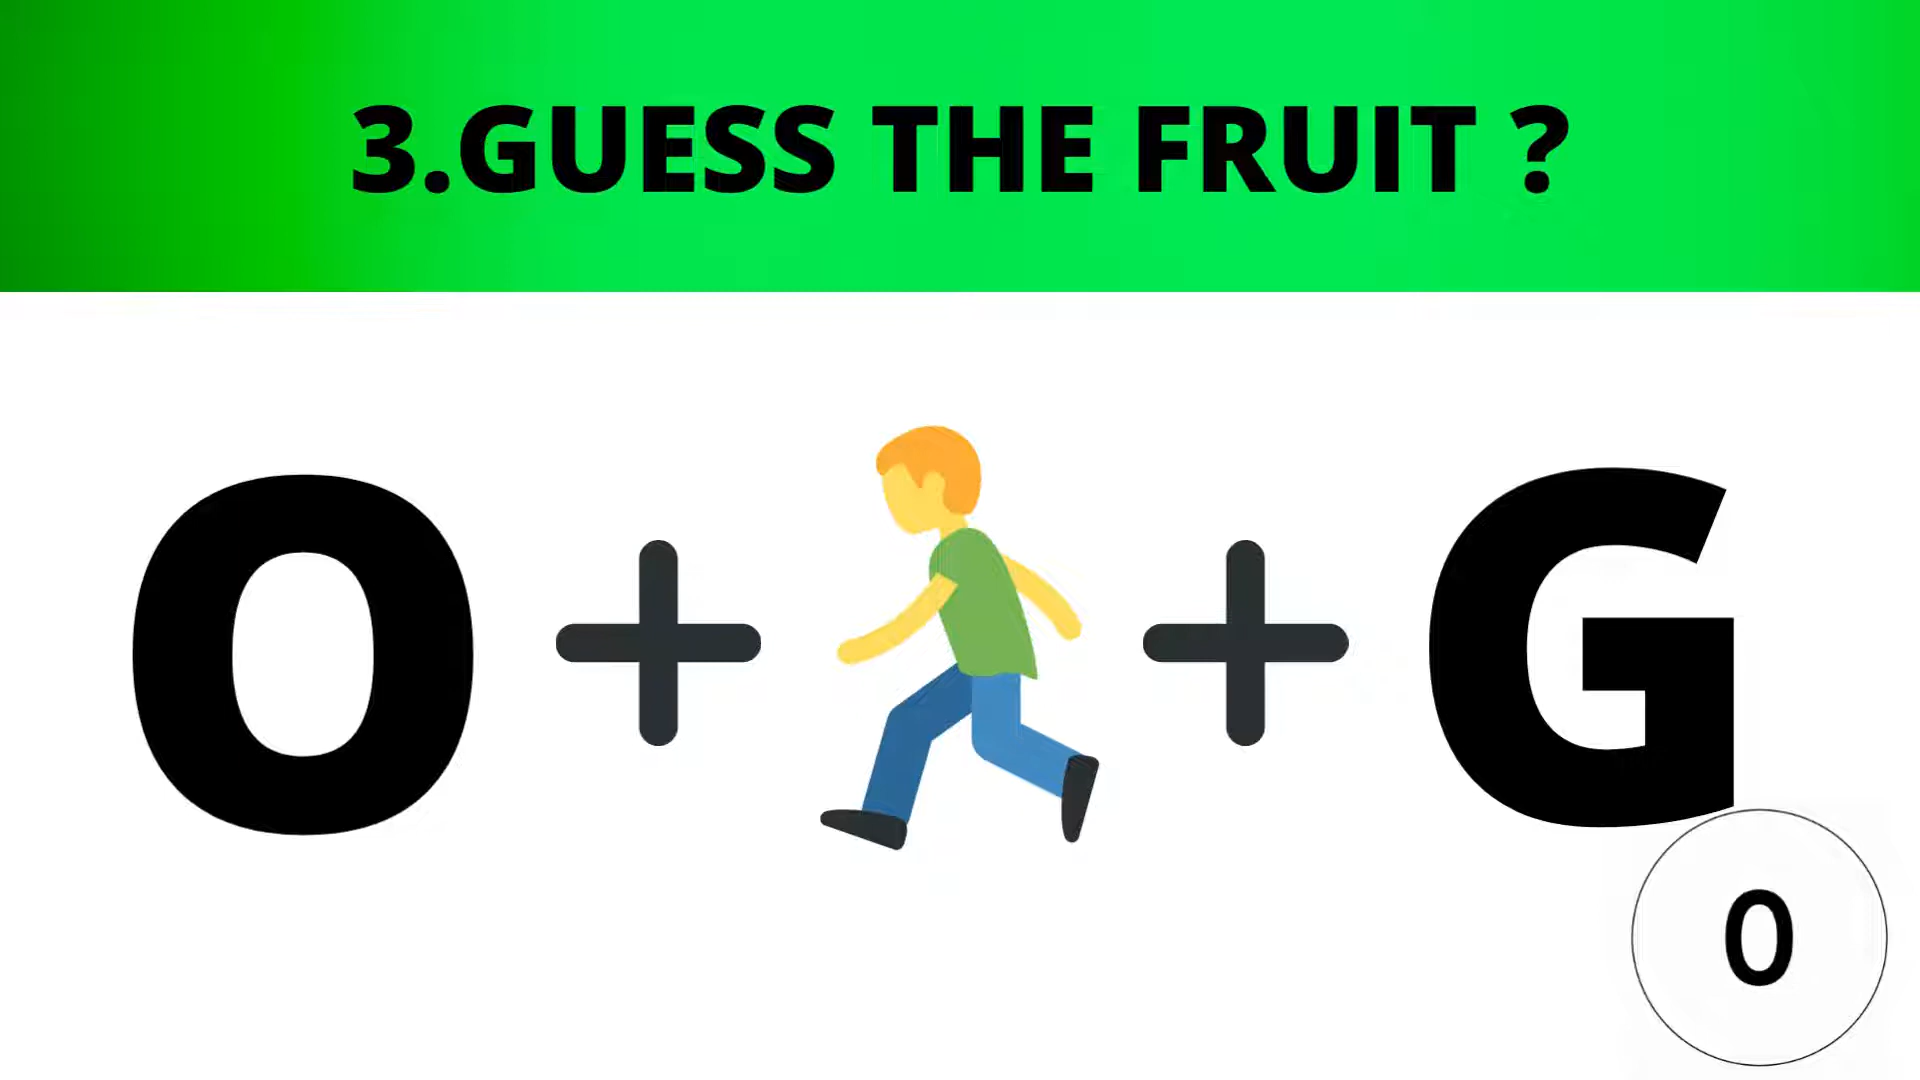 3.GUESS THE FRUIT ?
O + + G
0